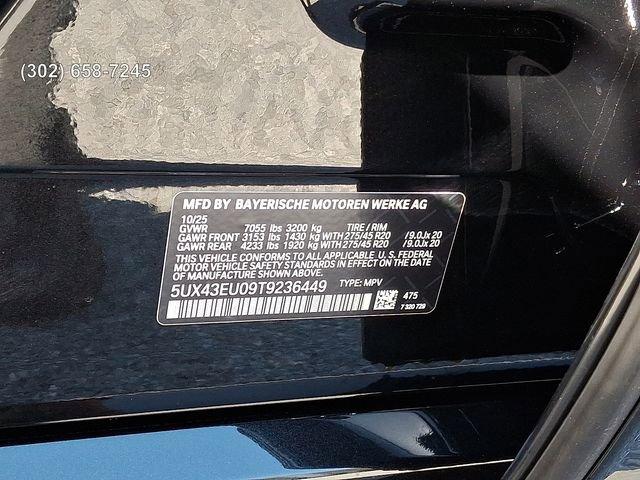 (302) 658-7245
MFD BY BAYERISCHE MOTOREN WERKE AG
10/25
GVWR 7055 lbs 3200 kg TIRE / RIM
GAWR FRONT 3153 lbs 1430 kg WITH 275/45 R20 /9.0Jx 20
GAWR REAR 4233 lbs 1920 kg WITH 275/45 R20 /9.0Jx 20
THIS VEHICLE CONFORMS TO ALL APPLICABLE U. S. FEDERAL
MOTOR VEHICLE SAFETY STANDARDS IN EFFECT ON THE DATE
OF MANUFACTURE SHOWN ABOVE.
5UX43EU09T9236449 TYPE: MPV
475
7 320 729